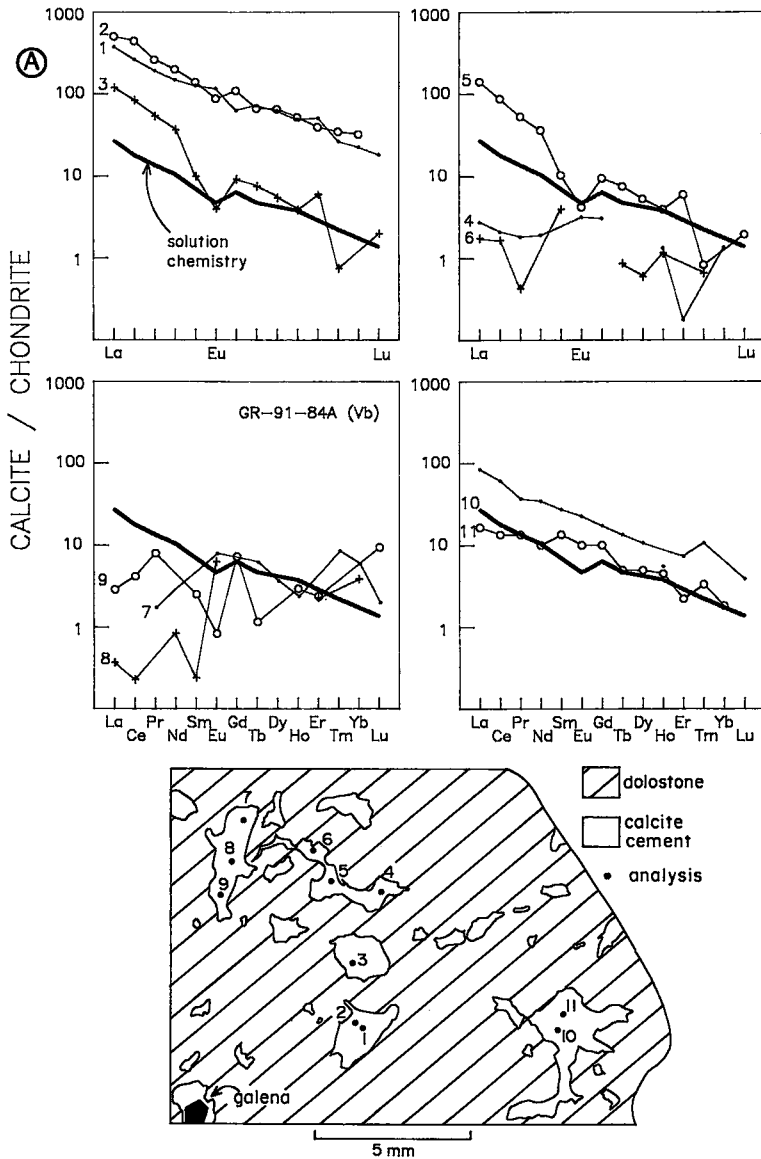 A
CALCITE / CHONDRITE
1000
100
10
1
2
1
3
solution
chemistry
La
Eu
Lu
1000
100
10
1
5
4
6
La
Eu
Lu
1000
100
10
1
GR-91-84A (Vb)
9
7
8
La Ce Pr Nd Sm Eu Gd Tb Dy Ho Er Tm Yb Lu
1000
100
10
1
10
11
La Ce Pr Nd Sm Eu Gd Tb Dy Ho Er Tm Yb Lu
7
8
9
6
5
4
3
2
1
11
10
galena
5 mm
dolostone
calcite
cement
analysis